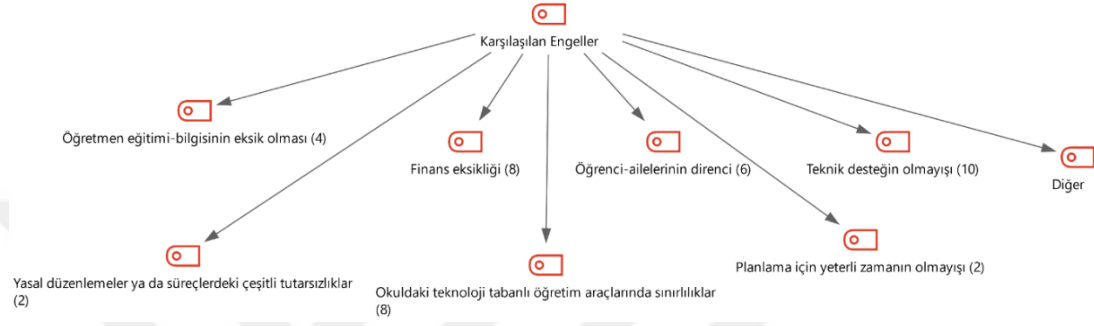 Karşılaşılan Engeller
Öğretmen eğitimi-bilgisinin eksik olması (4)
Finans eksikliği (8)
Öğrenci-ailelerinin direnci (6)
Teknik desteğin olmayışı (10)
Diğer
Yasal düzenlemeler ya da süreçlerdeki çeşitli tutarsızlıklar
(2)
Okuldaki teknoloji tabanlı öğretim araçlarında sınırlılıklar
(8)
Planlama için yeterli zamanın olmayışı (2)